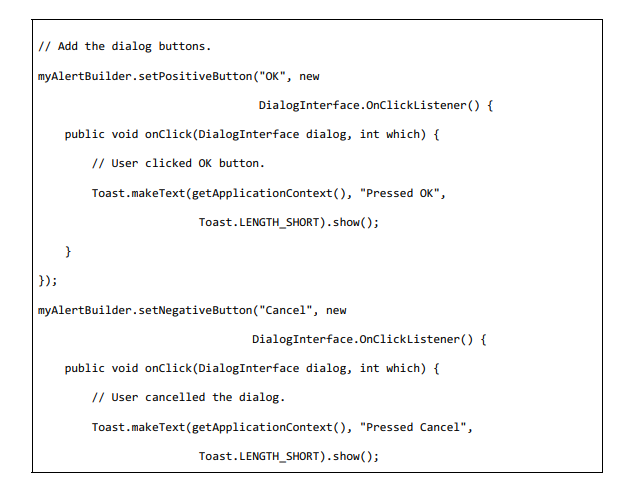 // Add the dialog buttons.
myAlertBuilder.setPositiveButton("OK", new
DialogInterface.OnClickListener() {
public void onClick(DialogInterface dialog, int which) {
// User clicked OK button.
Toast.makeText(getApplicationContext(), "Pressed OK",
Toast.LENGTH_SHORT).show();
}
});
myAlertBuilder.setNegativeButton("Cancel", new
DialogInterface.OnClickListener() {
public void onClick(DialogInterface dialog, int which) {
// User cancelled the dialog.
Toast.makeText(getApplicationContext(), "Pressed Cancel",
Toast.LENGTH_SHORT).show();